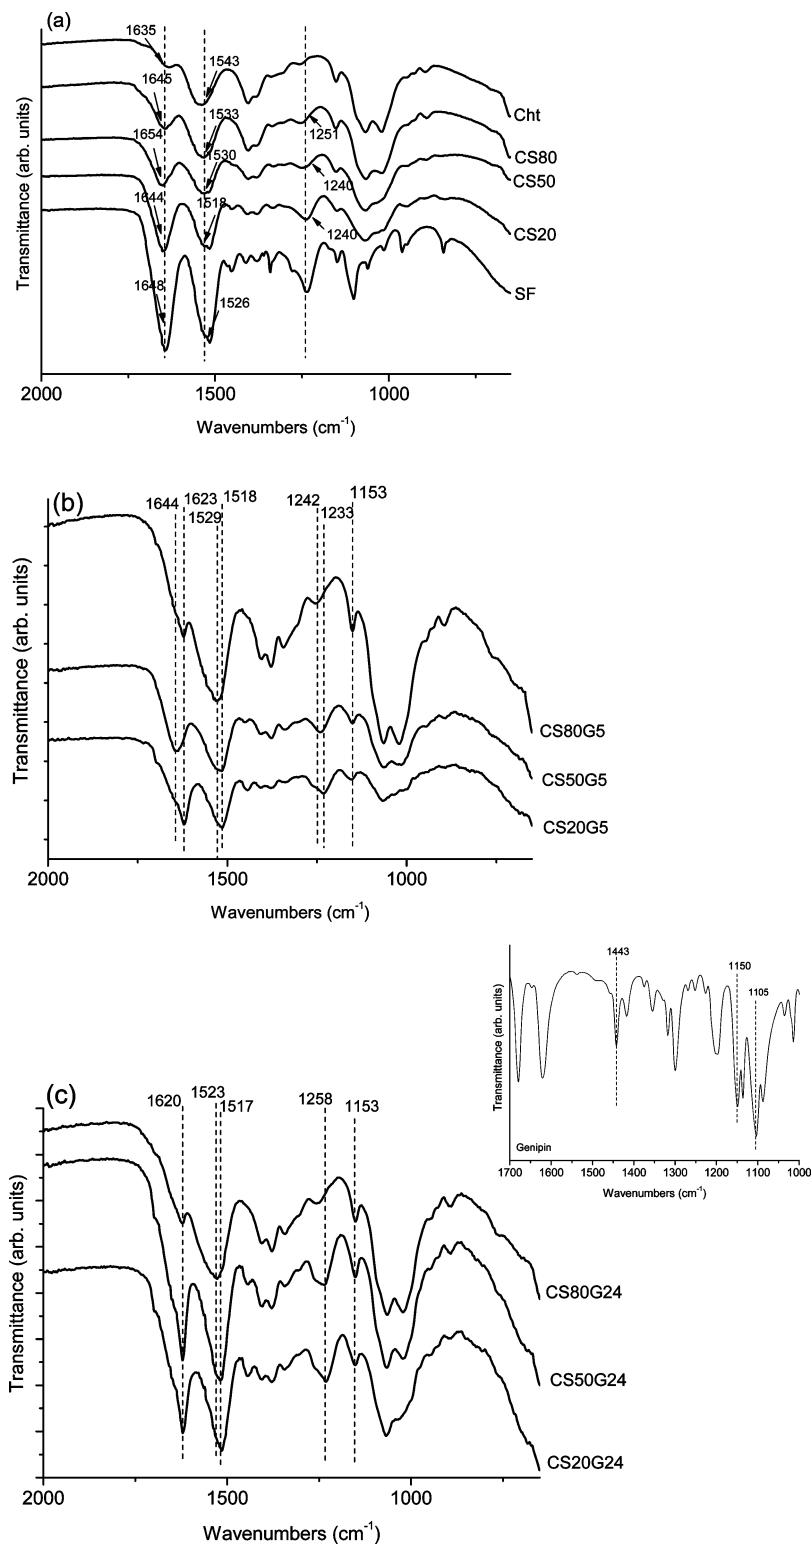 (a)
1635
1543
1645
Cht
1533
1251
1654
CS80
1530
CS50
1240
1644
1518
CS20
1240
1648
SF
1526
Transmittance (arb. units)
2000 1500 1000
Wavenumbers (cm-1)
(b)
1644 1623 1518 1242 1153
1529 1233
CS80G5
CS50G5
CS20G5
Transmittance (arb. units)
2000 1500 1000
Wavenumbers (cm-1)
1443
1150
1105
Transmittance (arb. units)
Genipin
1700 1600 1500 1400 1300 1200 1100 1000
Wavenumbers (cm-1)
(c)
1620 1523 1517 1258 1153
CS80G24
CS50G24
CS20G24
Transmittance (arb. units)
2000 1500 1000
Wavenumbers (cm-1)